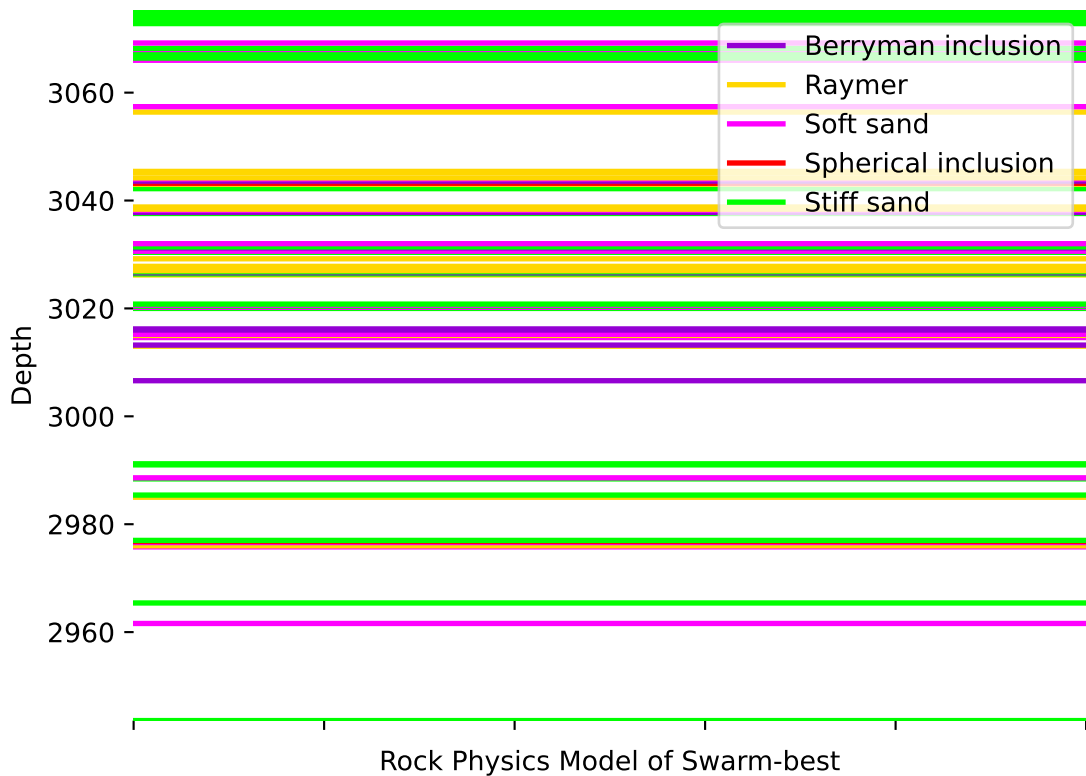 Berryman inclusion
Raymer
Soft sand
Spherical inclusion
Stiff sand
3060
3040
3020
3000
2980
2960
Depth
Rock Physics Model of Swarm-best